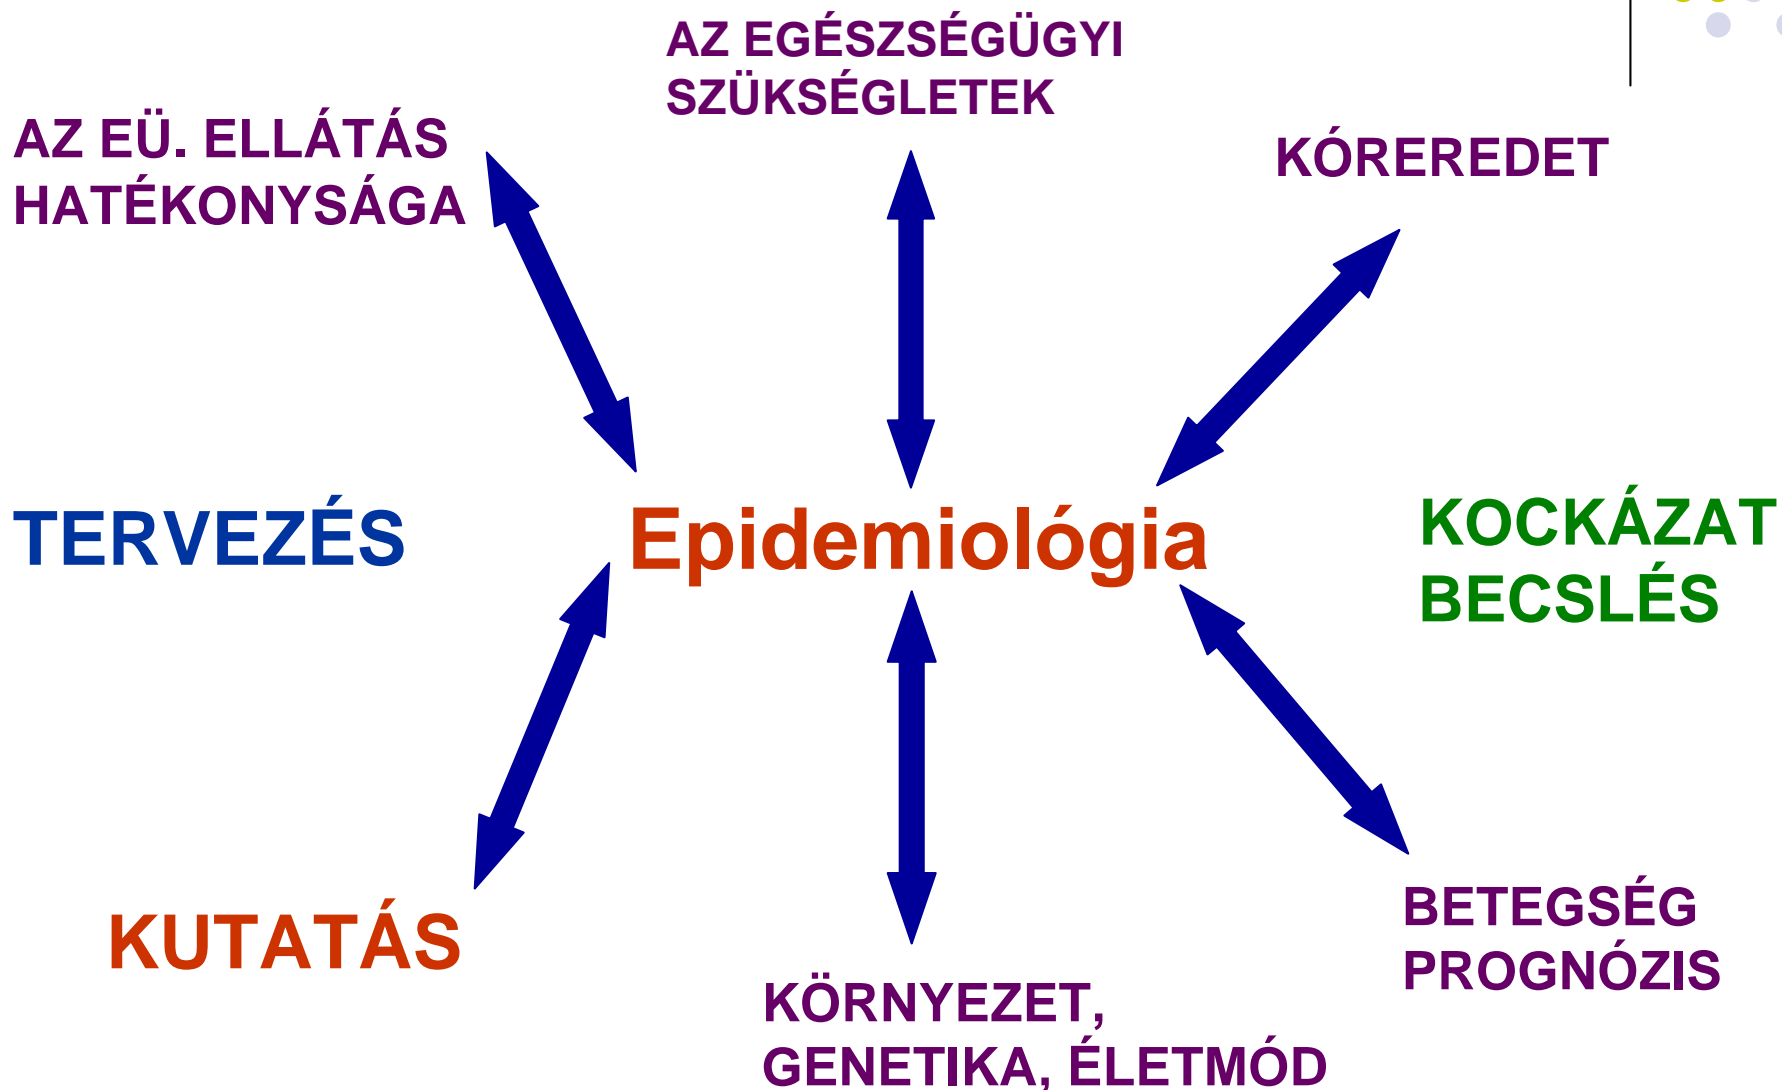 AZ EGÉSZSÉGÜGYI
SZÜKSÉGLETEK
AZ EÜ. ELLÁTÁS
HATÉKONYSÁGA
KÓREREDET
TERVEZÉS
Epidemiológia
KOCKÁZAT
BECSLÉS
KUTATÁS
BETEGSÉG
PROGNÓZIS
KÖRNYEZET,
GENETIKA, ÉLETMÓD